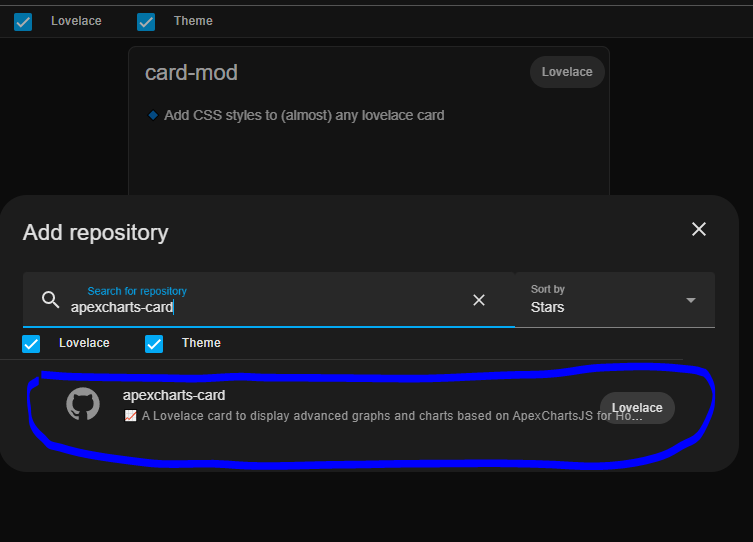 Lovelace Theme
card-mod Lovelace
Add CSS styles to (almost) any lovelace card
Add repository
Search for repository
apexcharts-card
Sort by
Stars
Lovelace Theme
apexcharts-card
Lovelace
A Lovelace card to display advanced graphs and charts based on ApexChartsJS for Ho...